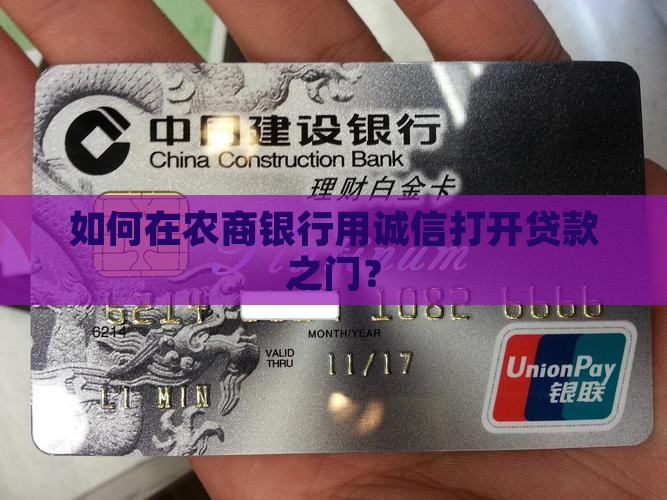 中国建设银行
China Construction Bank
理财白金卡
如何在农商银行用诚信打开贷款
之门？
Platinum
6214 1082 6666
6214
MONTH/YEAR
VALID
THRU
11/17
LI MIN
UnionPay
银联